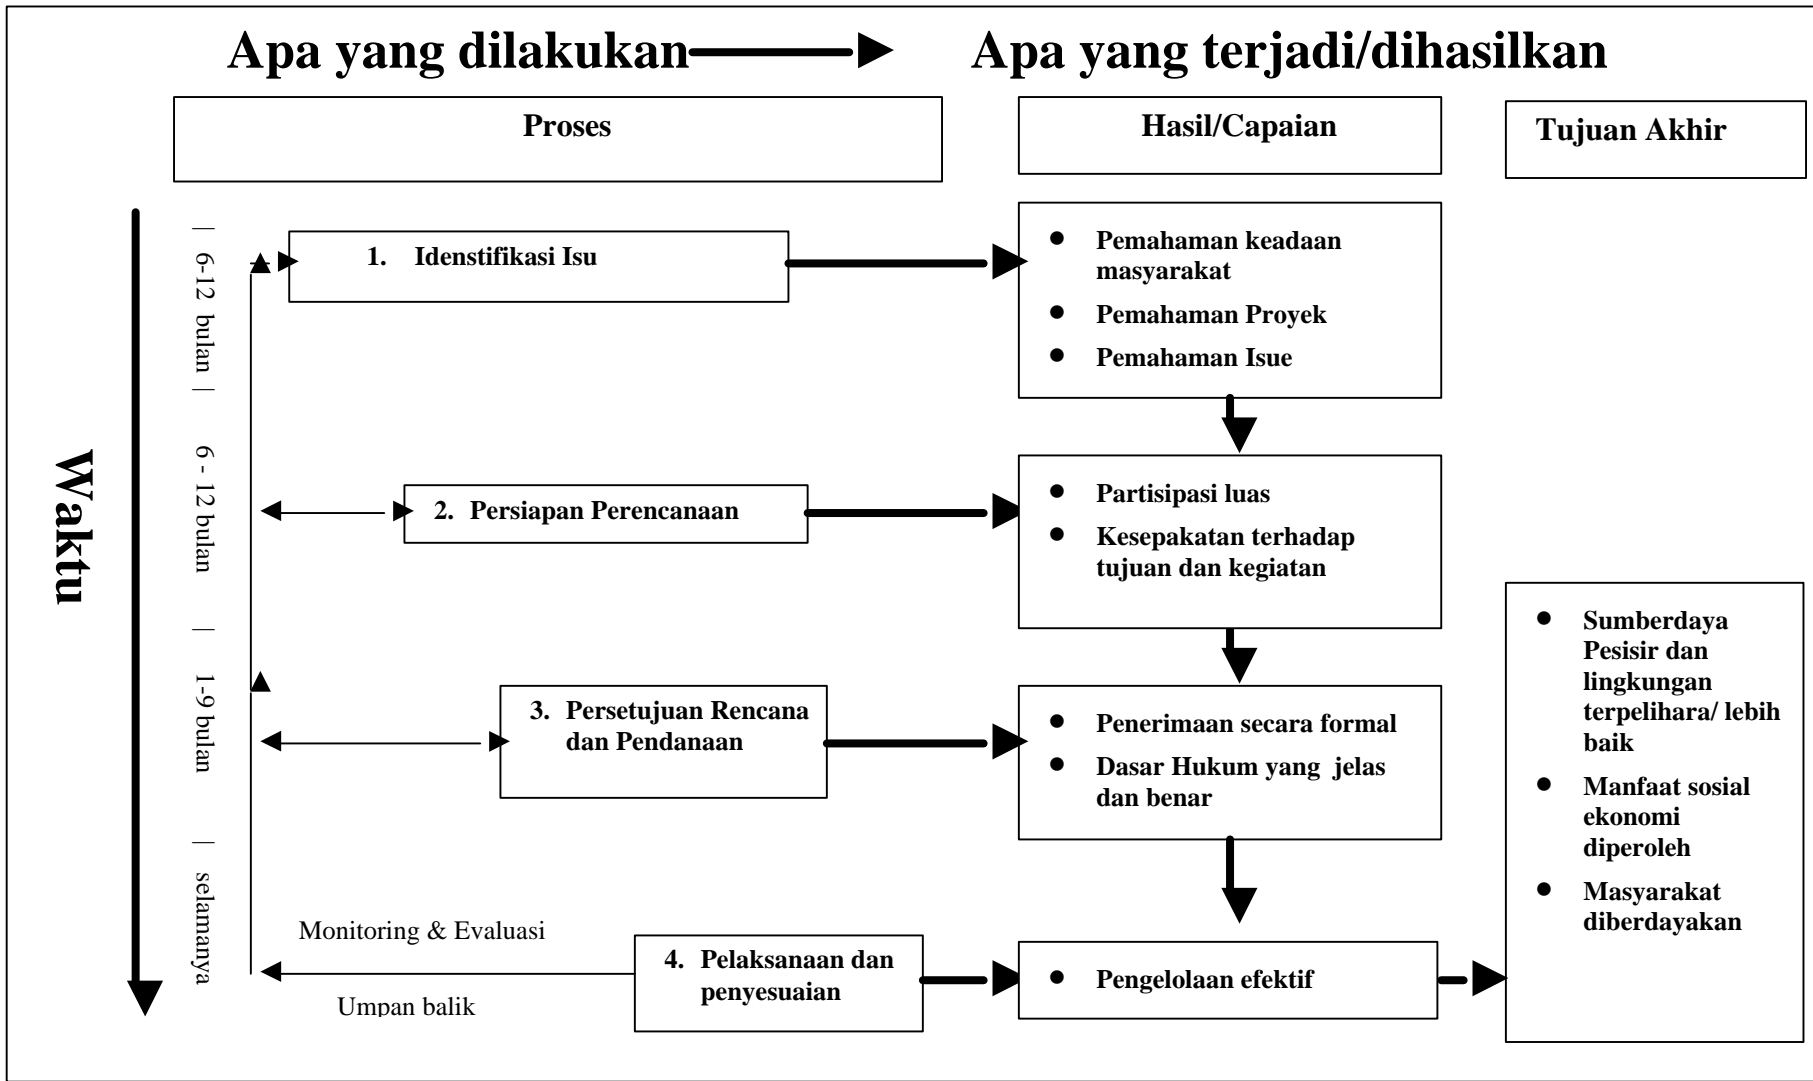 Apa yang dilakukan
Apa yang terjadi/dihasilkan
Proses
Hasil/Capaian
Tujuan Akhir
Waktu
| 6-12 bulan |
6 - 12 bulan
| 1-9 bulan
| selamanya
1. Idenstifikasi Isu
● Pemahaman keadaan
masyarakat
● Pemahaman Proyek
● Pemahaman Isue
2. Persiapan Perencanaan
● Partisipasi luas
● Kesepakatan terhadap
tujuan dan kegiatan
3. Persetujuan Rencana
dan Pendanaan
● Penerimaan secara formal
● Dasar Hukum yang jelas
dan benar
Monitoring & Evaluasi
Umpan balik
4. Pelaksanaan dan
penyesuaian
● Pengelolaan efektif
● Sumberdaya
Pesisir dan
lingkungan
terpelihara/ lebih
baik
● Manfaat sosial
ekonomi
diperoleh
● Masyarakat
diberdayakan